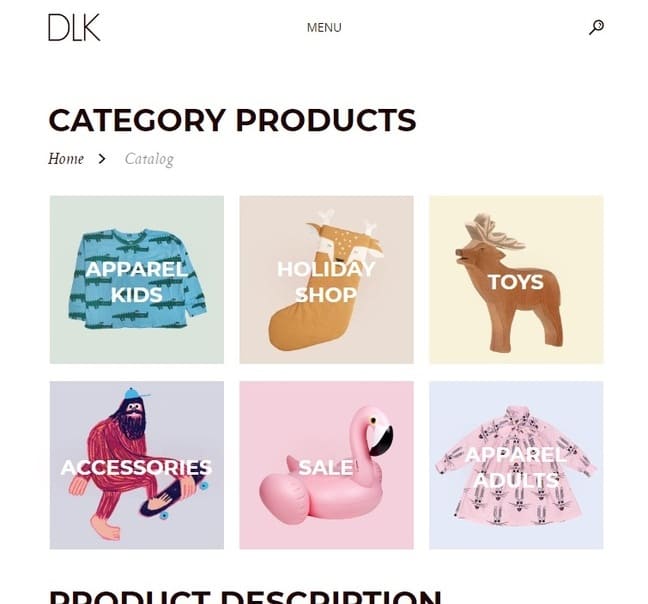 DLK
MENU
CATEGORY PRODUCTS
Home > Catalog
APPAREL
KIDS
HOLIDAY
SHOP
TOYS
ACCESSORIES
SALE
APPAREL
ADULTS
PRODUCT DESCRIPTION